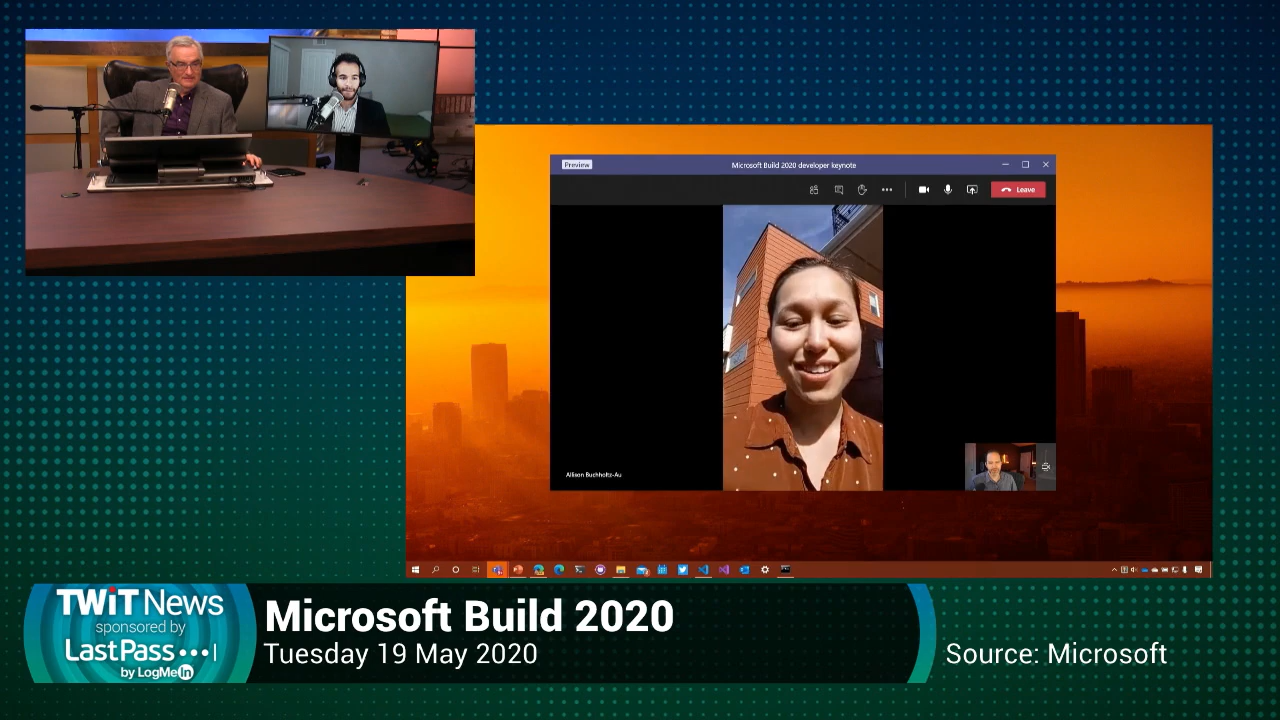 Preview
Microsoft Build 2020 developer keynote
Leave
Allison Buchholtz-Au
TWiT News
sponsored by
LastPass
by LogMeIn
Microsoft Build 2020
Tuesday 19 May 2020
Source: Microsoft